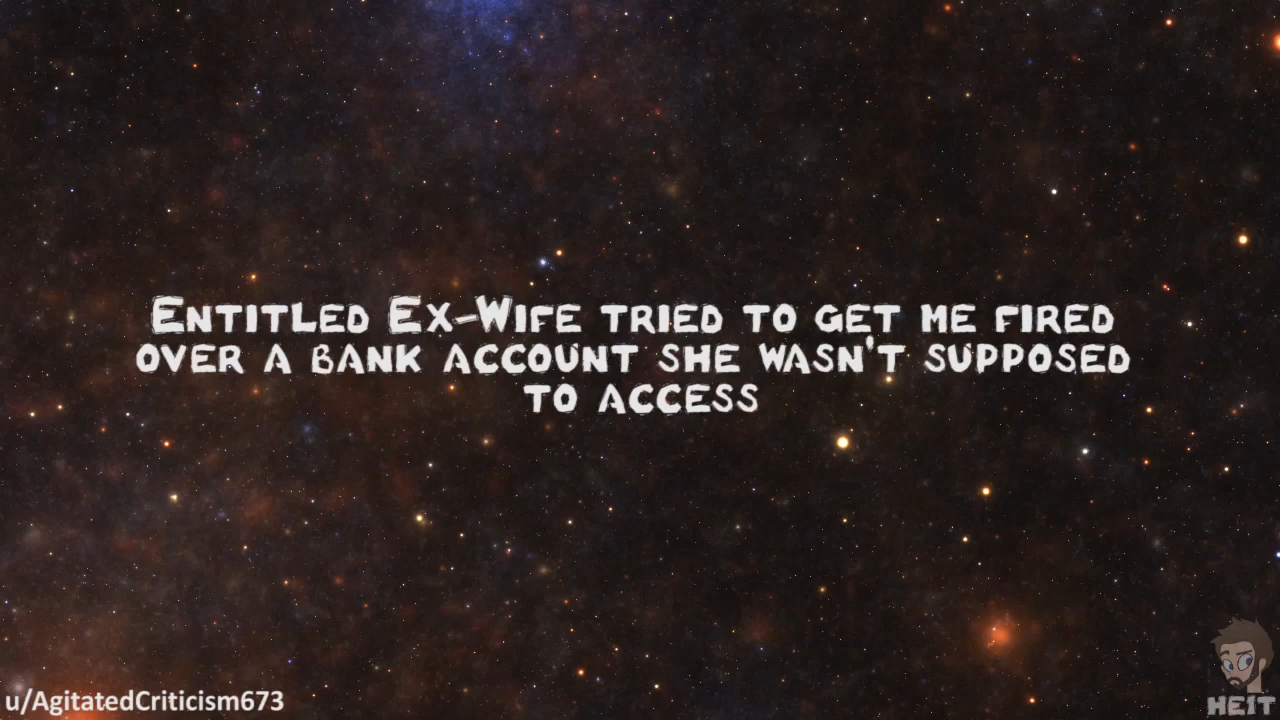 Entitled Ex-Wife tried to get me fired
over a bank account she wasn't supposed
to access
u/AgitatedCriticism673
HEIT